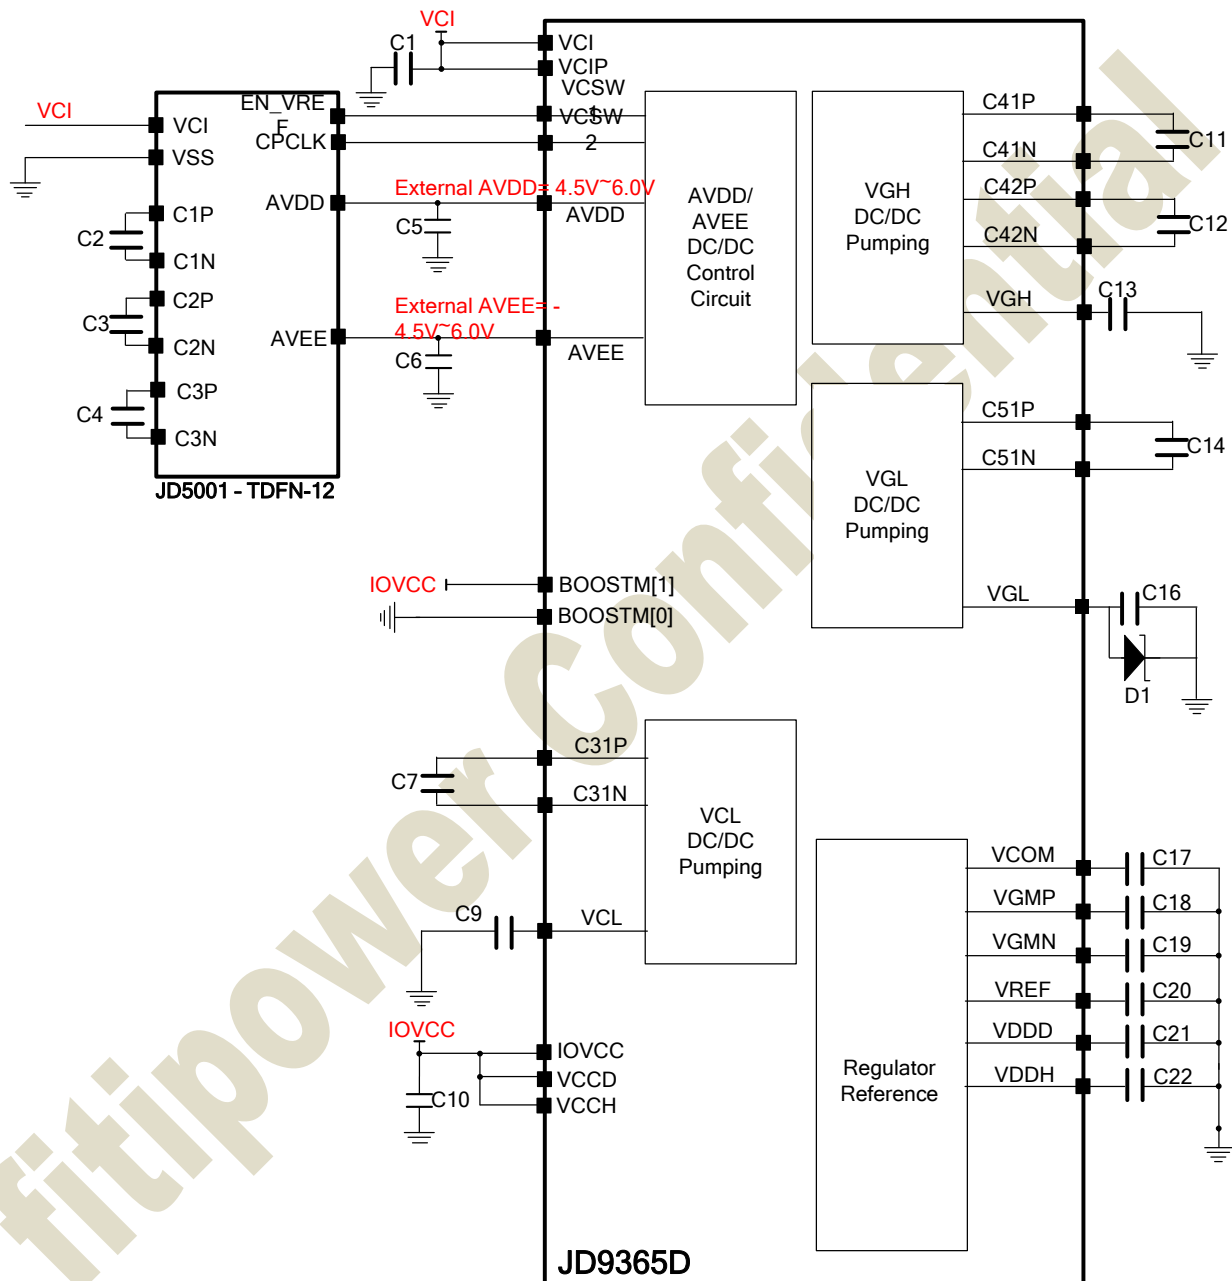 VCI
C1
VCI
VCIP
VCSW
1
VCSW
2
VCI
EN_VRE
F
CPCLK
VCI
VSS
AVDD
C1P
C2
C1N
C2P
C3
C2N
AVEE
C3P
C4
C3N
JD5001 - TDFN-12
External AVDD= 4.5V~6.0V
AVDD
C5
External AVEE= -
4.5V~6.0V
AVEE
C6
AVDD/
AVEE
DC/DC
Control
Circuit
VGH
DC/DC
Pumping
C41P
C11
C41N
C42P
C12
C42N
VGH
C13
VGL
DC/DC
Pumping
C51P
C51N
C14
VGL
C16
D1
IOVCC
BOOSTM[1]
BOOSTM[0]
C31P
C7
C31N
VCL
DC/DC
Pumping
C9
VCL
IOVCC
IOVCC
VCCD
C10
VCCH
Regulator
Reference
VCOM
C17
VGMP
C18
VGMN
C19
VREF
C20
VDDD
C21
VDDH
C22
JD9365D
fitipower Confidential